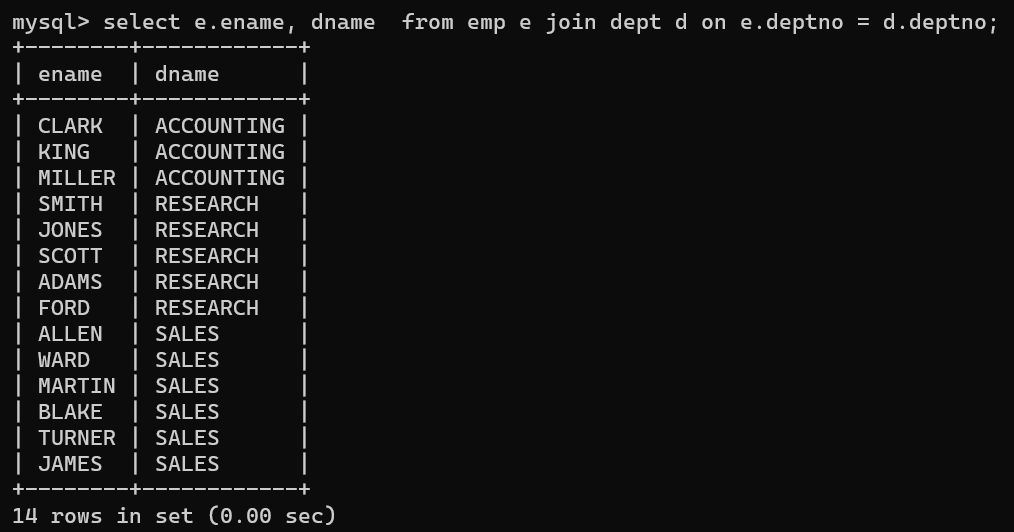 mysql> select e.ename, dname  from emp e join dept d on e.deptno = d.deptno;
+--------+------------+
| ename  | dname      |
+--------+------------+
| CLARK  | ACCOUNTING |
| KING   | ACCOUNTING |
| MILLER | ACCOUNTING |
| SMITH  | RESEARCH   |
| JONES  | RESEARCH   |
| SCOTT  | RESEARCH   |
| ADAMS  | RESEARCH   |
| FORD   | RESEARCH   |
| ALLEN  | SALES      |
| WARD   | SALES      |
| MARTIN | SALES      |
| BLAKE  | SALES      |
| TURNER | SALES      |
| JAMES  | SALES      |
+--------+------------+
14 rows in set (0.00 sec)